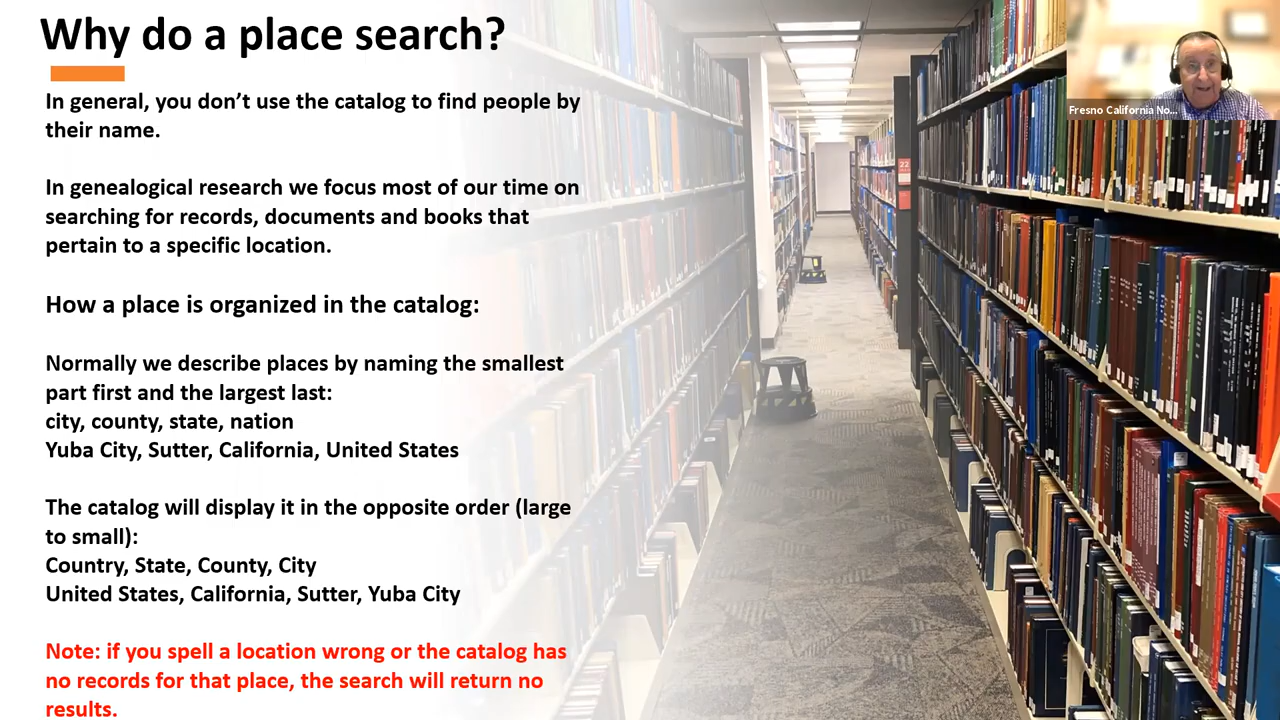 Why do a place search?
In general, you don't use the catalog to find people by
their name.
In genealogical research we focus most of our time on
searching for records, documents and books that
pertain to a specific location.
How a place is organized in the catalog:
Normally we describe places by naming the smallest
part first and the largest last:
city, county, state, nation
Yuba City, Sutter, California, United States
The catalog will display it in the opposite order (large
to small):
Country, State, County, City
United States, California, Sutter, Yuba City
Note: if you spell a location wrong or the catalog has
no records for that place, the search will return no
results.
Fresno California No...
22